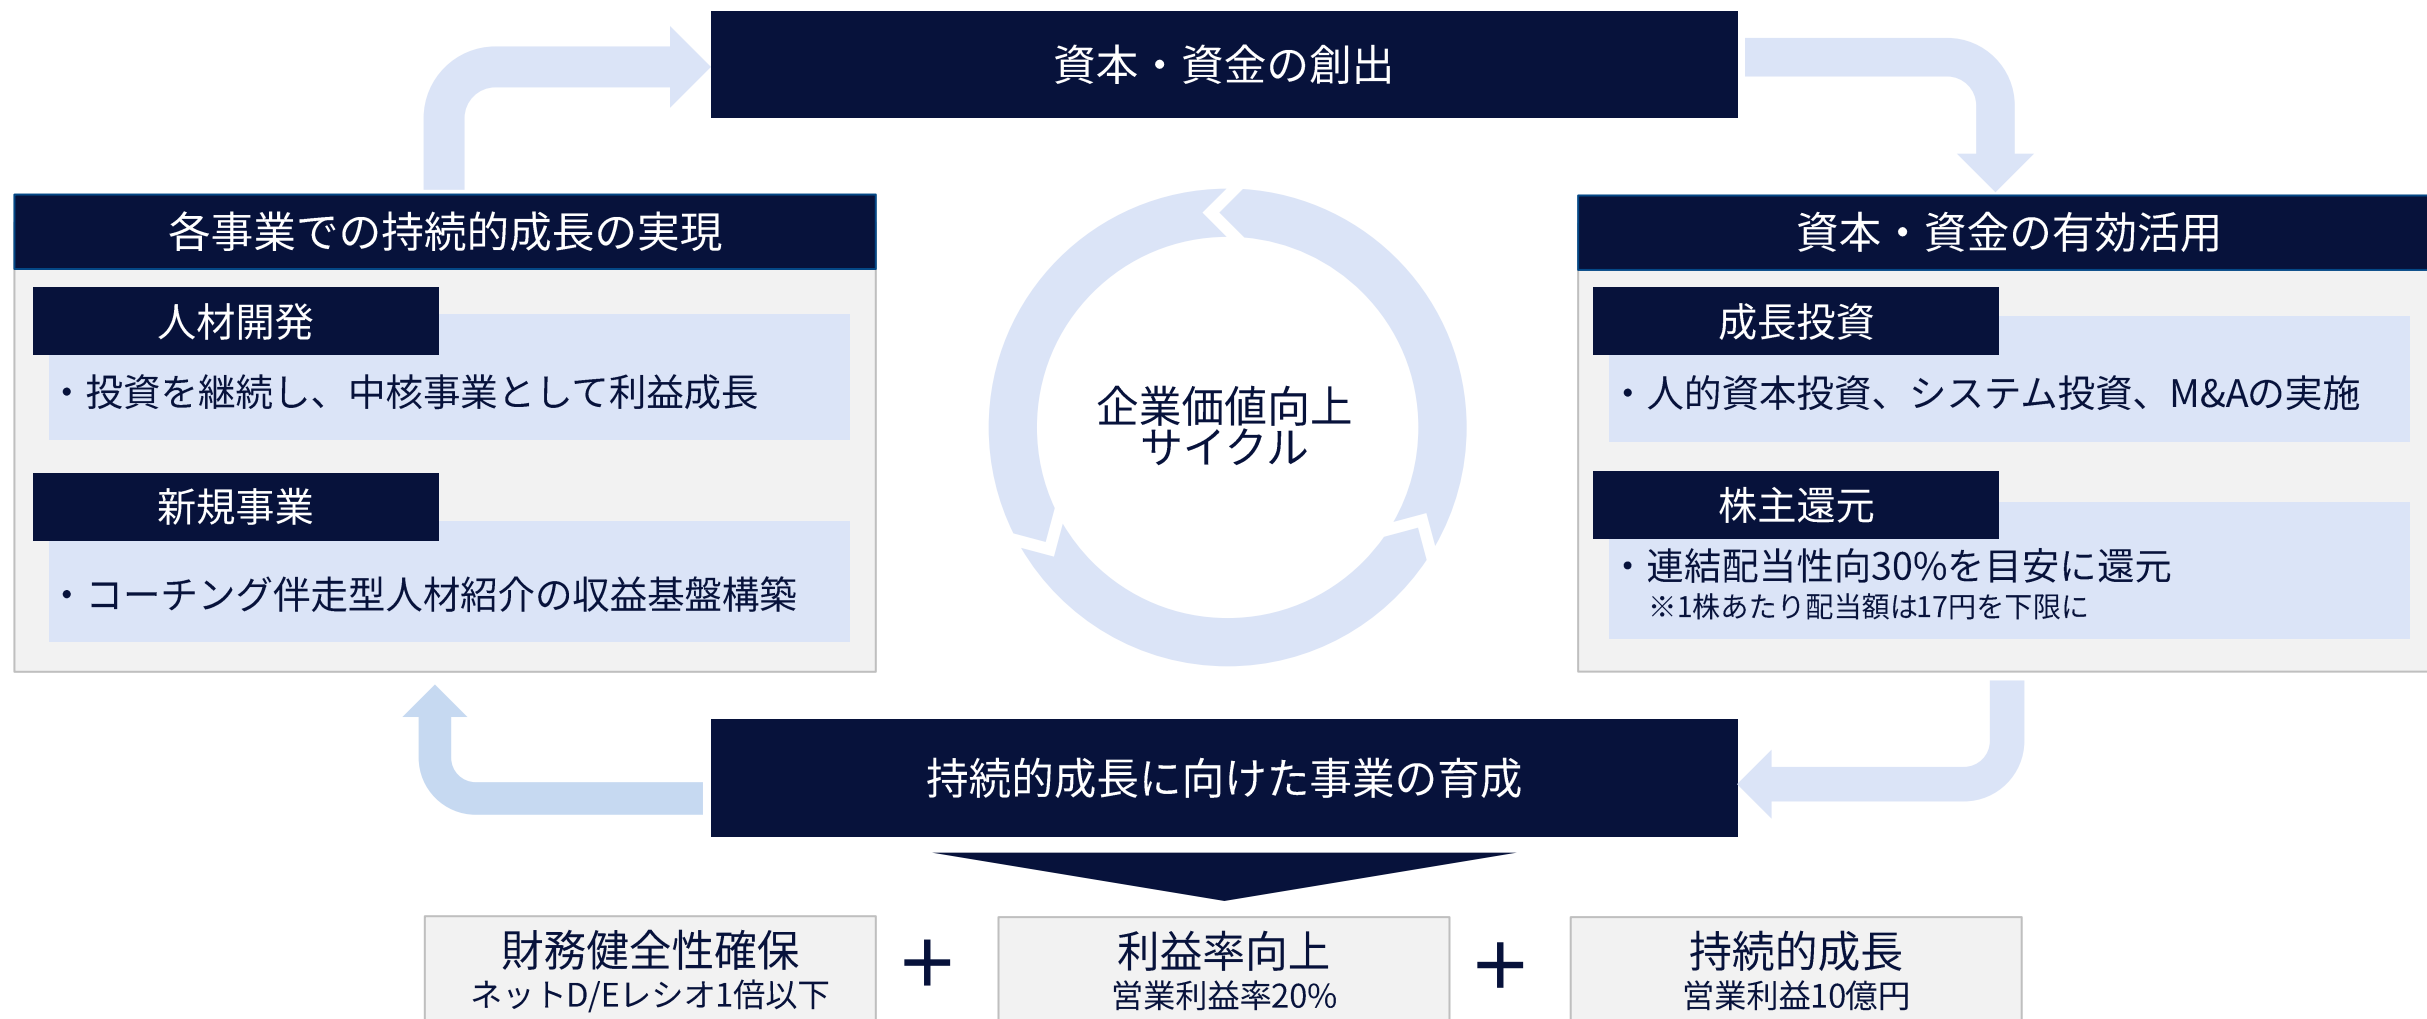 資本・資金の創出
各事業での持続的成長の実現
人材開発
・投資を継続し、中核事業として利益成長
新規事業
・コーチング伴走型人材紹介の収益基盤構築
企業価値向上
サイクル
資本・資金の有効活用
成長投資
・人的資本投資、システム投資、M&Aの実施
株主還元
・連結配当性向30%を目安に還元
※1株あたり配当額は17円を下限に
持続的成長に向けた事業の育成
財務健全性確保
ネットD/Eレシオ1倍以下
+
利益率向上
営業利益率20%
+
持続的成長
営業利益10億円